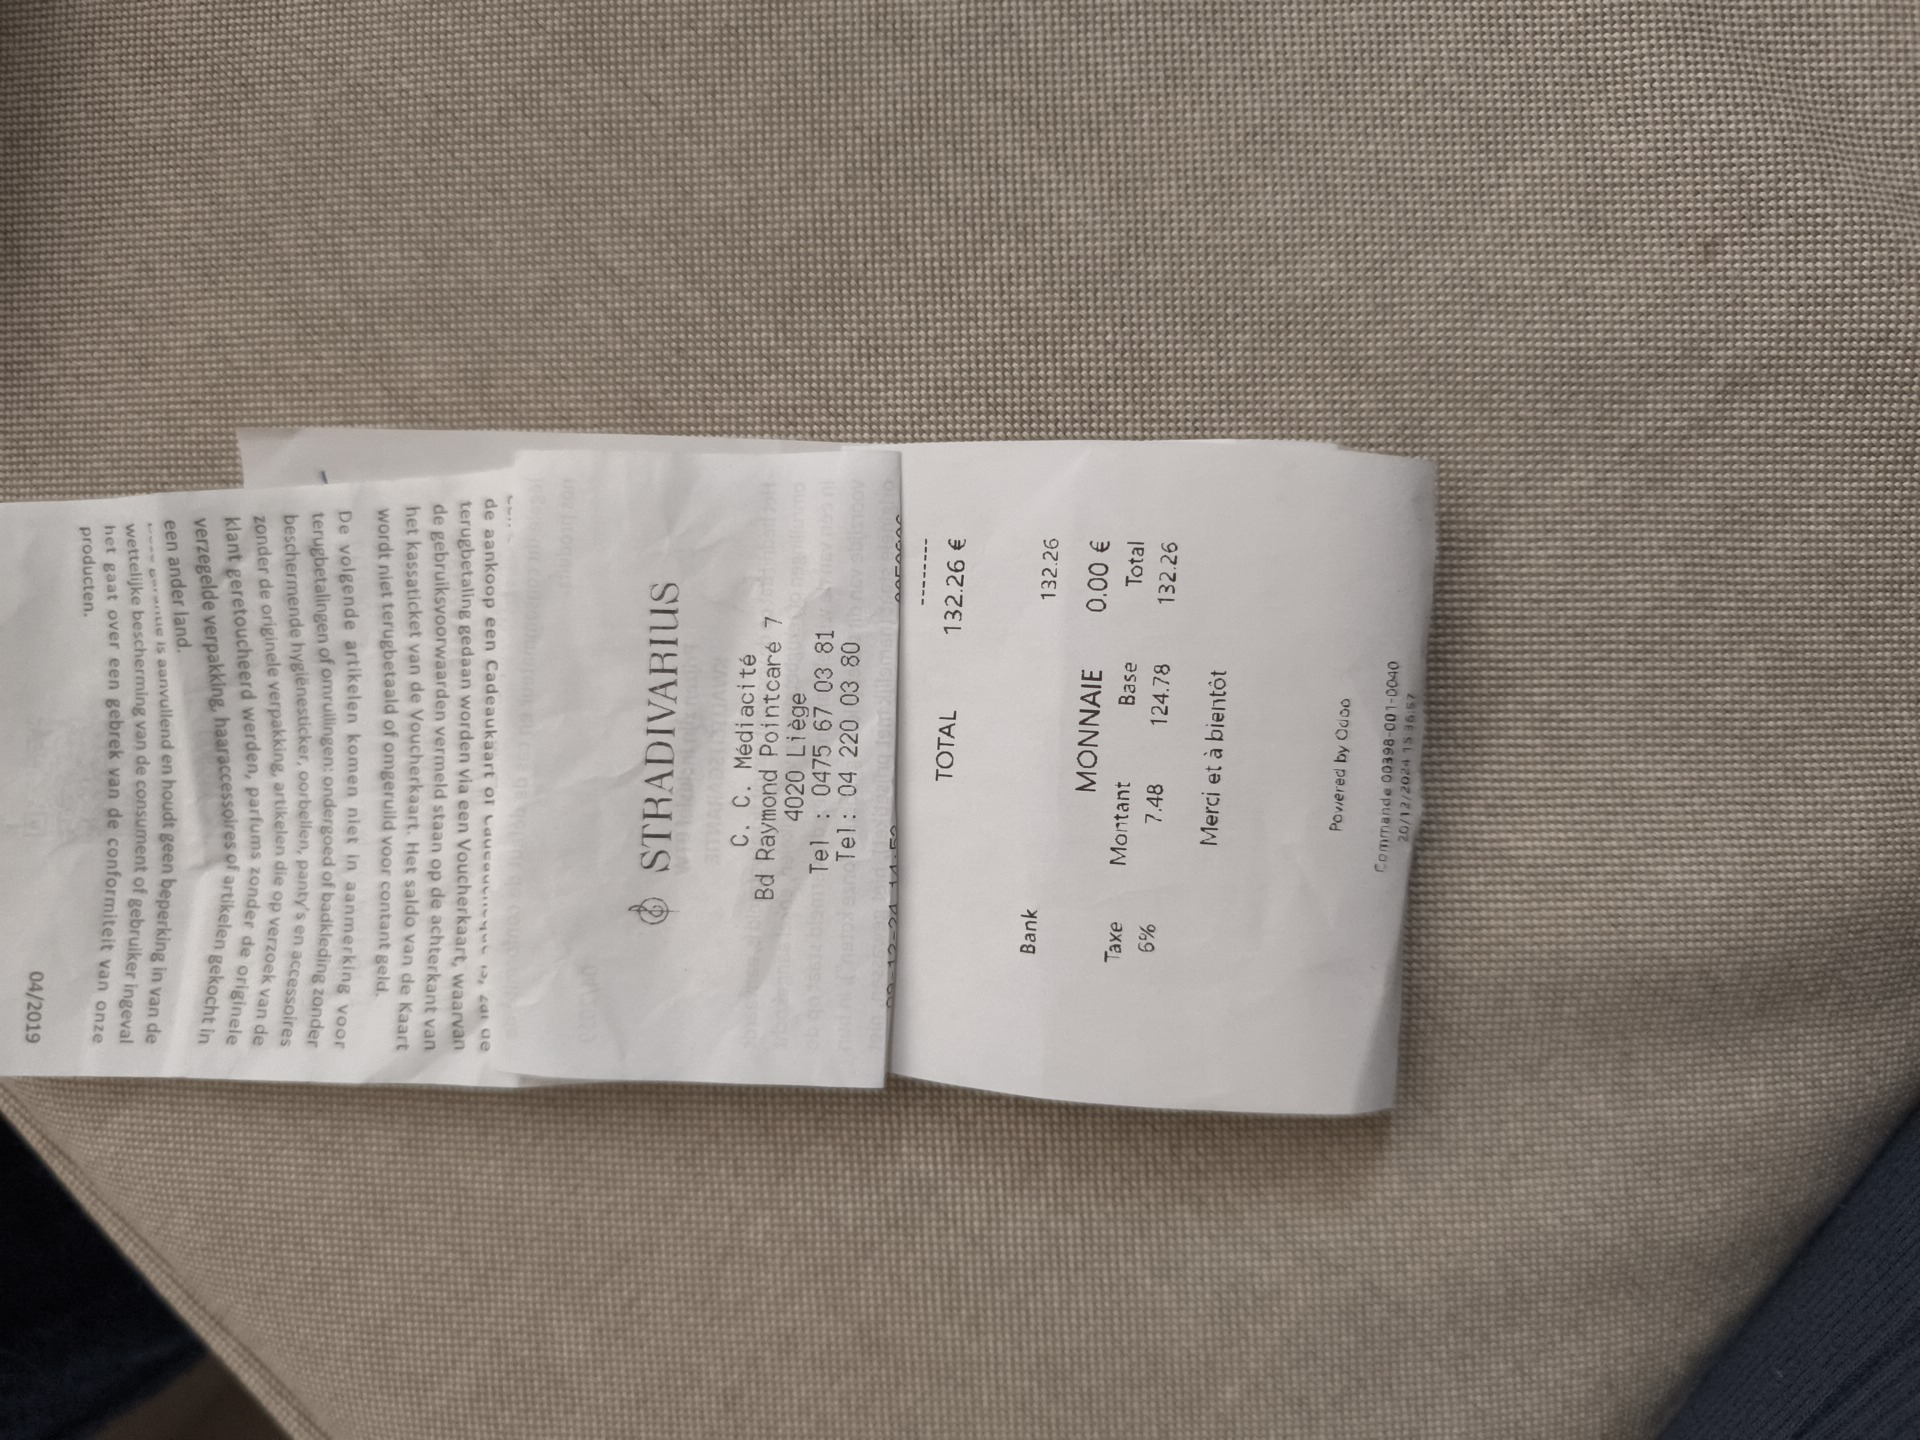 de aankoop een Cadeaukaart of
terugbetaling gedaan worden via een Voucherkaart, waarvan
de gebruiksvoorwaarden vermeld staan op de achterkant van
het kassaticket van de Voucherkaart. Het saldo van de Kaart
wordt niet terugbetaald of omgeruild voor contant geld.
De volgende artikelen komen niet in aanmerking voor
terugbetalingen of omruilingen: ondergoed of badkleding zonder
beschermende hygiënesticker, oorbellen, panty's en accessoires
zonder de originele verpakking, artikelen die op verzoek van de
klant geretoucheerd werden, parfums zonder de originele
verzegelde verpakking, haaraccessoires of artikelen gekocht in
een ander land.
is aanvullend en houdt geen beperking in van de
wettelijke bescherming van de consument of gebruiker ingeval
het gaat over een gebrek van de conformiteit van onze
producten.
04/2019
STRADIVARIUS
C. C. Médiacité
Bd Raymond Pointcaré 7
4020 Liège
Tel : 0475 67 03 81
Tel : 04 220 03 80
--------
TOTAL 132.26 €
Bank 132.26
MONNAIE 0.00 €
Taxe Montant Base Total
6% 7.48 124.78 132.26
Merci et à bientôt
Powered by Odoo
Commande 00398-001-0040
20/12/2024 15:36:57